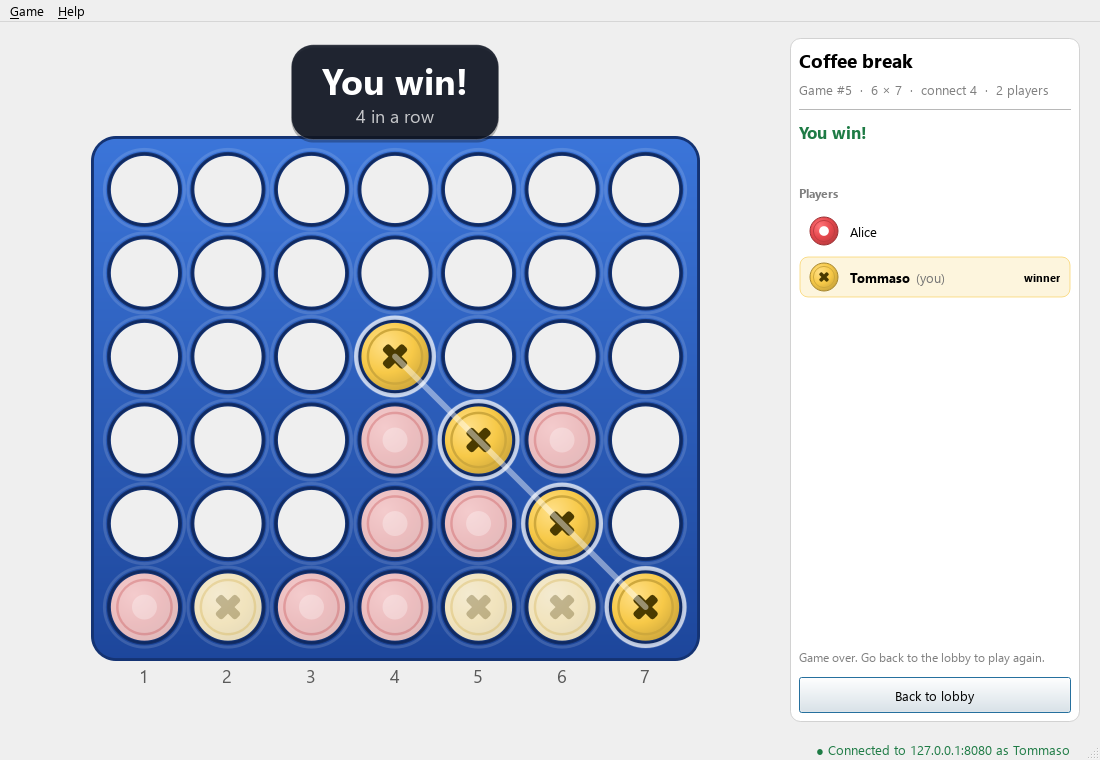 Game Help
You win!
4 in a row
1 2 3 4 5 6 7
Coffee break
Game #5 · 6 × 7 · connect 4 · 2 players
You win!
Players
Alice
Tommaso (you) winner
Game over. Go back to the lobby to play again.
Back to lobby
● Connected to 127.0.0.1:8080 as Tommaso